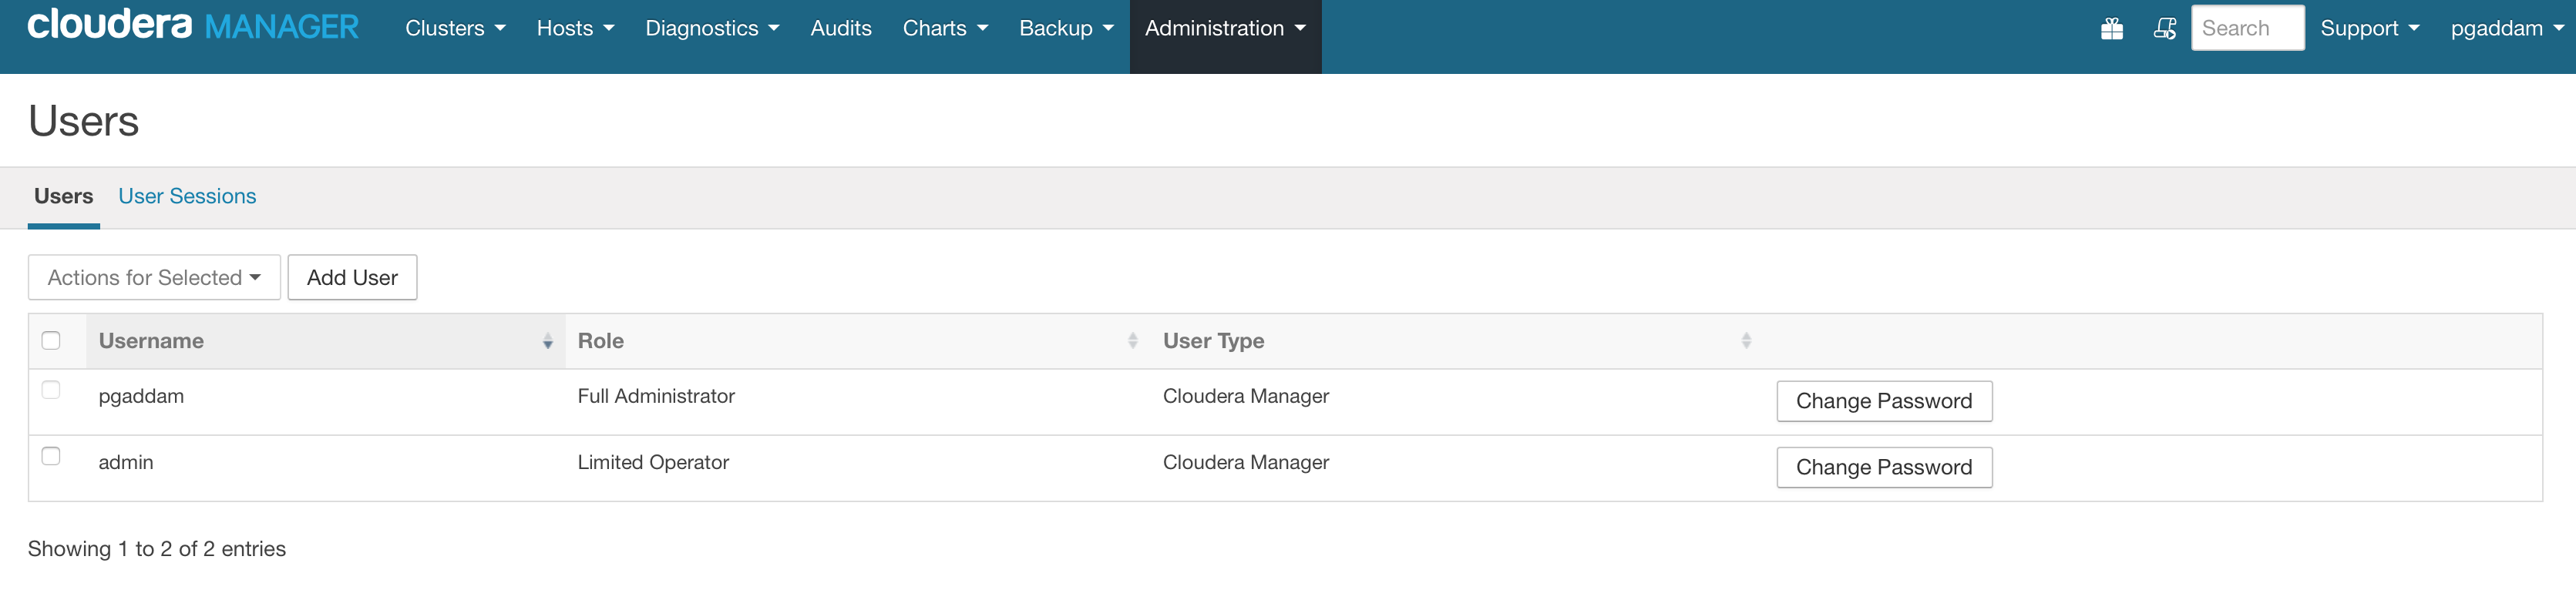 cloudera MANAGER Clusters Hosts Diagnostics Audits Charts Backup Administration Search Support pgaddam
Users
Users User Sessions
Actions for Selected Add User
Username Role User Type
pgaddam Full Administrator Cloudera Manager Change Password
admin Limited Operator Cloudera Manager Change Password
Showing 1 to 2 of 2 entries